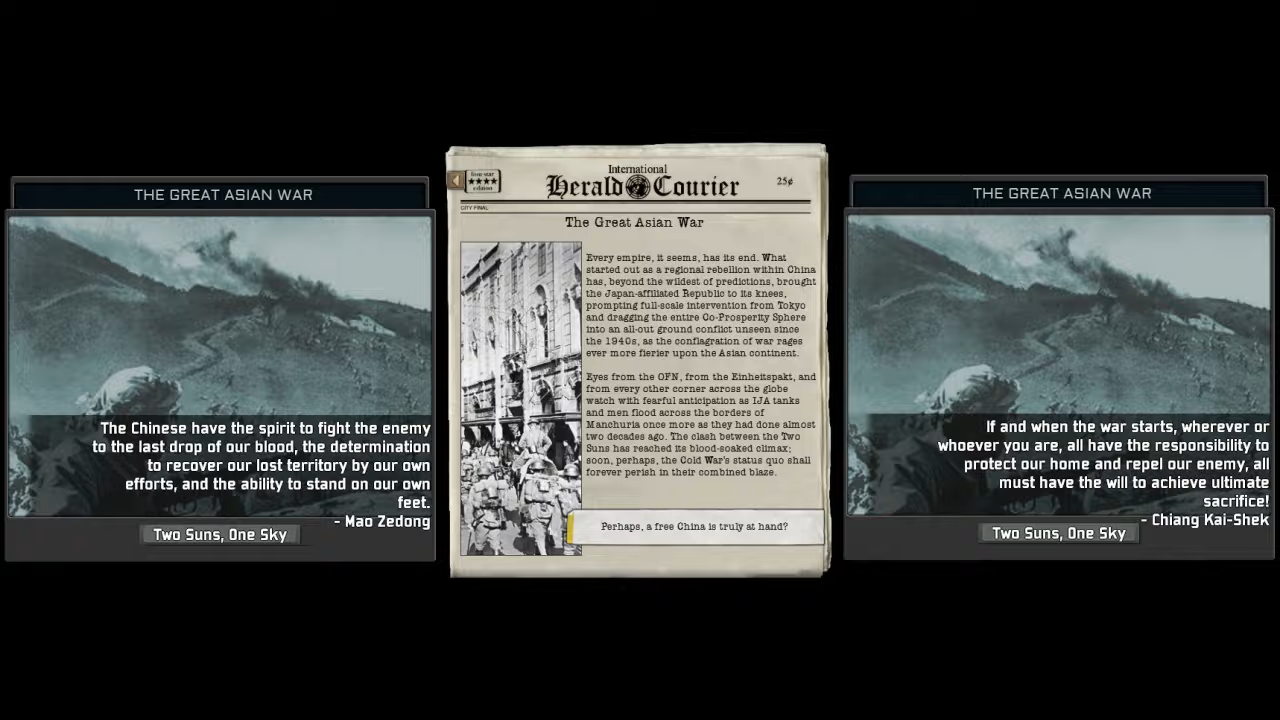 THE GREAT ASIAN WAR
The Chinese have the spirit to fight the enemy
to the last drop of our blood, the determination
to recover our lost territory by our own
efforts, and the ability to stand on our own
feet.
- Mao Zedong
Two Suns, One Sky
five star
★★★★
edition
International
Herald Courier
25¢
CITY FINAL
The Great Asian War
Every empire, it seems, has its end. What
started out as a regional rebellion within China
has, beyond the wildest of predictions, brought
the Japan-affiliated Republic to its knees,
prompting full-scale intervention from Tokyo
and dragging the entire Co-Prosperity Sphere
into an all-out ground conflict unseen since
the 1940s, as the conflagration of war rages
ever more fierier upon the Asian continent.
Eyes from the OFN, from the Einheitspakt, and
from every other corner across the globe
watch with fearful anticipation as IJA tanks
and men flood across the borders of
Manchuria once more as they had done almost
two decades ago. The clash between the Two
Suns has reached its blood-soaked climax;
soon, perhaps, the Cold War's status quo shall
forever perish in their combined blaze.
Perhaps, a free China is truly at hand?
THE GREAT ASIAN WAR
If and when the war starts, wherever or
whoever you are, all have the responsibility to
protect our home and repel our enemy, all
must have the will to achieve ultimate
sacrifice!
- Chiang Kai-Shek
Two Suns, One Sky